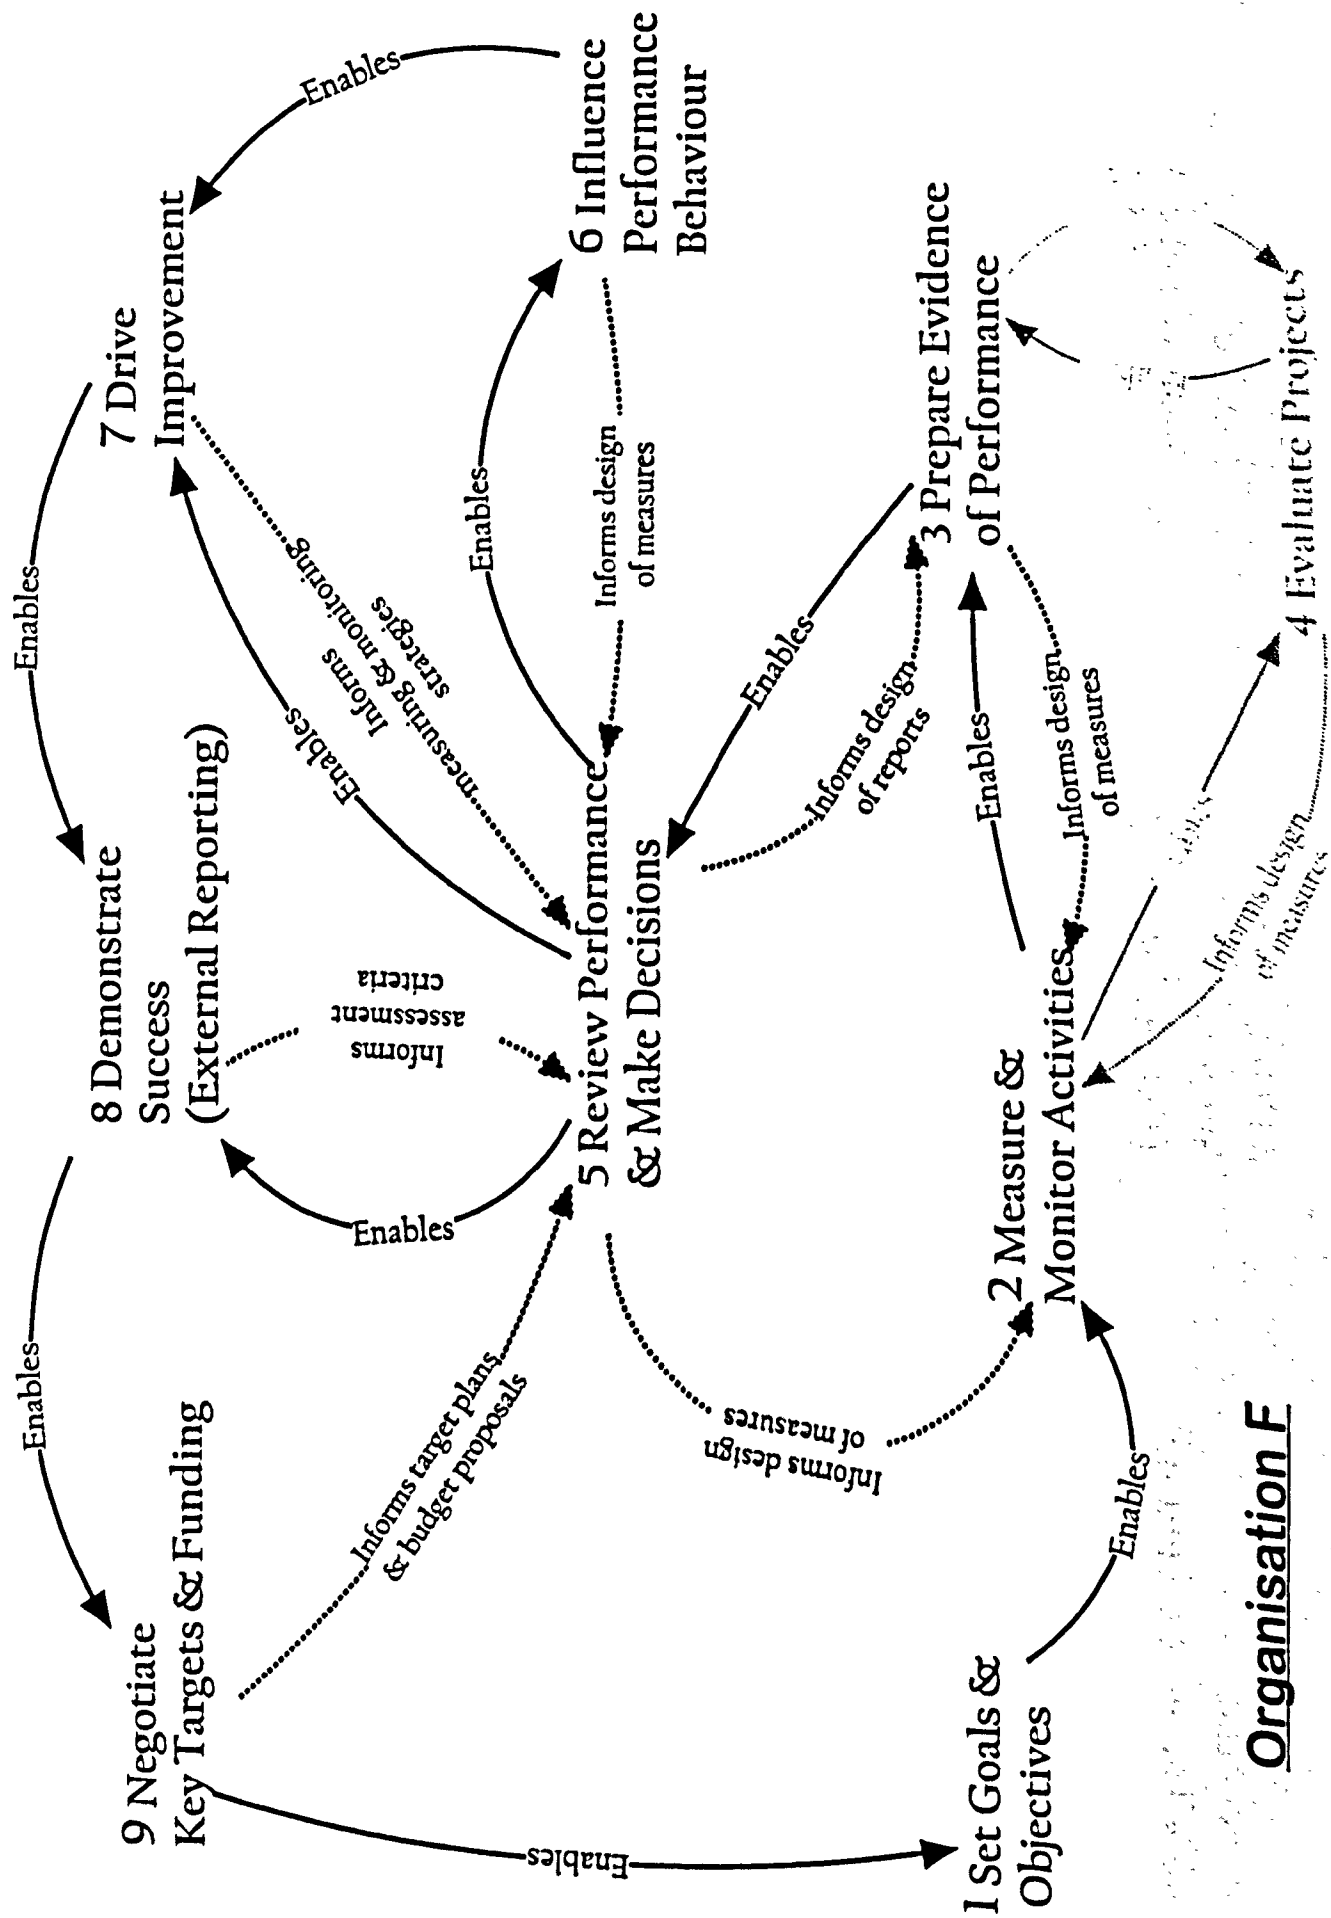 9 Negotiate
Key Targets & Funding
Enables
8 Demonstrate
Success
(External Reporting)
Enables
7 Drive
Improvement
Enables
Informs target plans
& budget proposals
Enables
Informs
assessment
criteria
Enables
Informs
measuring & monitoring
strategies
Enables
5 Review Performance
& Make Decisions
Enables
Informs design
of measures
6 Influence
Performance
Behaviour
Enables
Informs design
of measures
Informs design
of reports
Enables
1 Set Goals &
Objectives
Enables
2 Measure &
Monitor Activities
Enables
Informs design
of measures
3 Prepare Evidence
of Performance
Informs design
of measures
4 Evaluate Projects
Organisation F